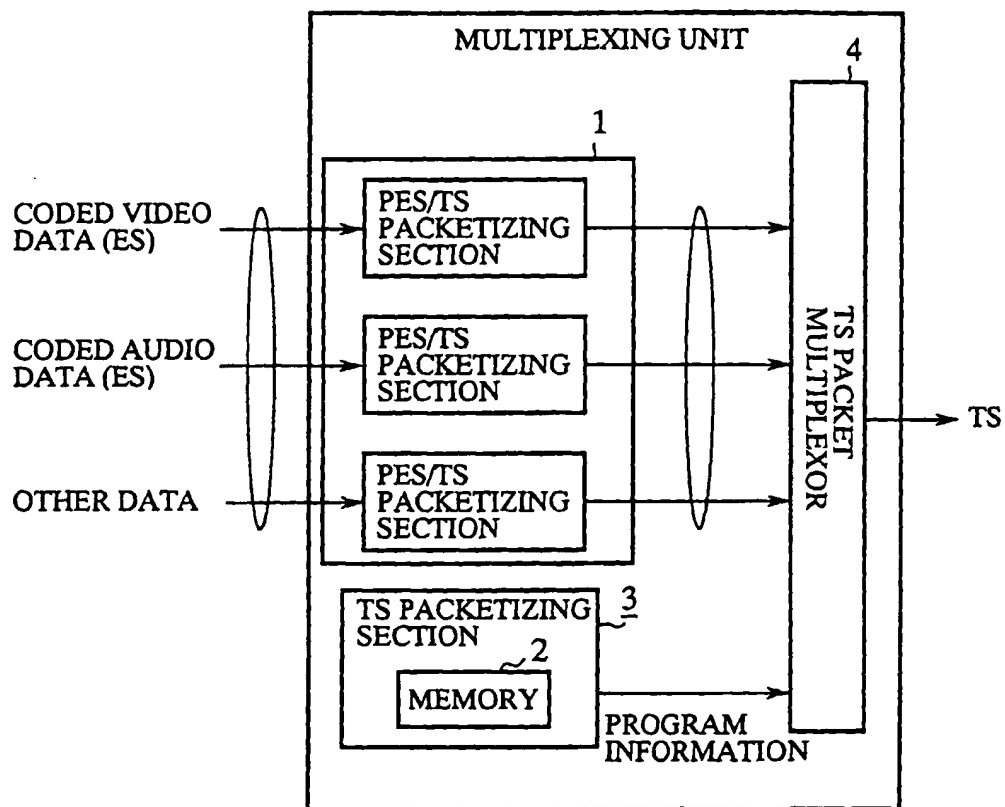 MULTIPLEXING UNIT
4
1
CODED VIDEO
DATA (ES)
PES/TS
PACKETIZING
SECTION
CODED AUDIO
DATA (ES)
PES/TS
PACKETIZING
SECTION
OTHER DATA
PES/TS
PACKETIZING
SECTION
TS PACKET
MULTIPLEXOR
TS
TS PACKETIZING
SECTION
3
2
MEMORY
PROGRAM
INFORMATION